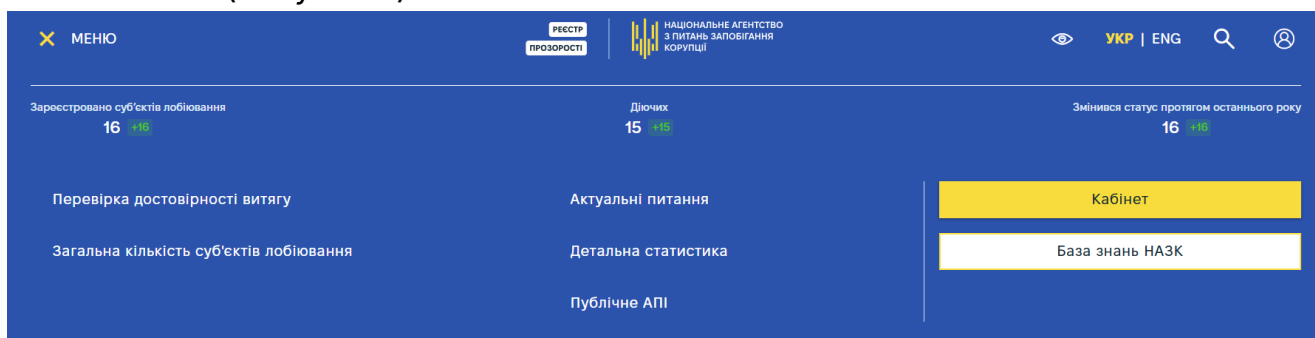 МЕНЮ
РЕЄСТР
ПРОЗОРОСТІ
НАЦІОНАЛЬНЕ АГЕНТСТВО
З ПИТАНЬ ЗАПОБІГАННЯ
КОРУПЦІЇ
УКР | ENG
Зареєстровано суб'єктів лобіювання
16 +16
Діючих
15 +15
Змінився статус протягом останнього року
16 +16
Перевірка достовірності витягу
Загальна кількість суб'єктів лобіювання
Актуальні питання
Детальна статистика
Публічне АПІ
Кабінет
База знань НАЗК